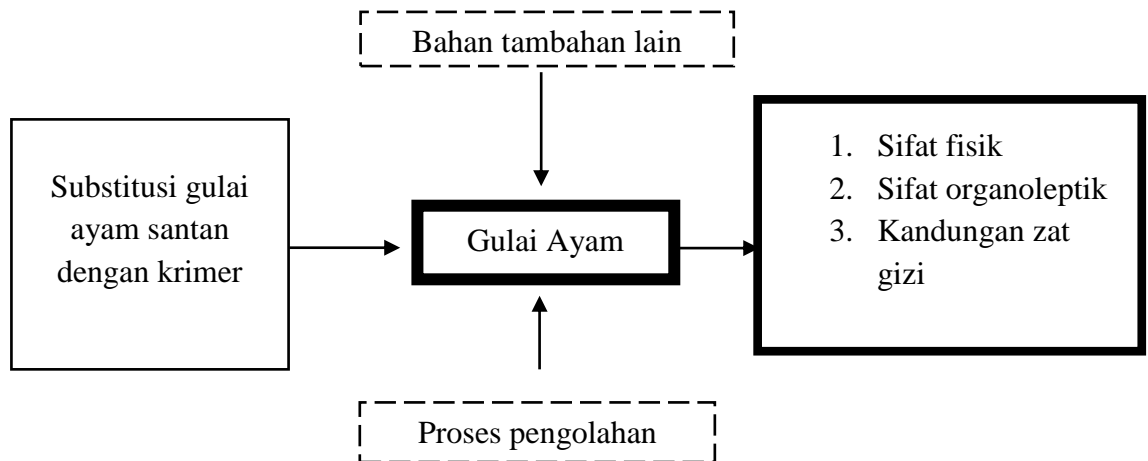 Bahan tambahan lain
Substitusi gulai
ayam santan
dengan krimer
Gulai Ayam
1. Sifat fisik
2. Sifat organoleptik
3. Kandungan zat
gizi
Proses pengolahan